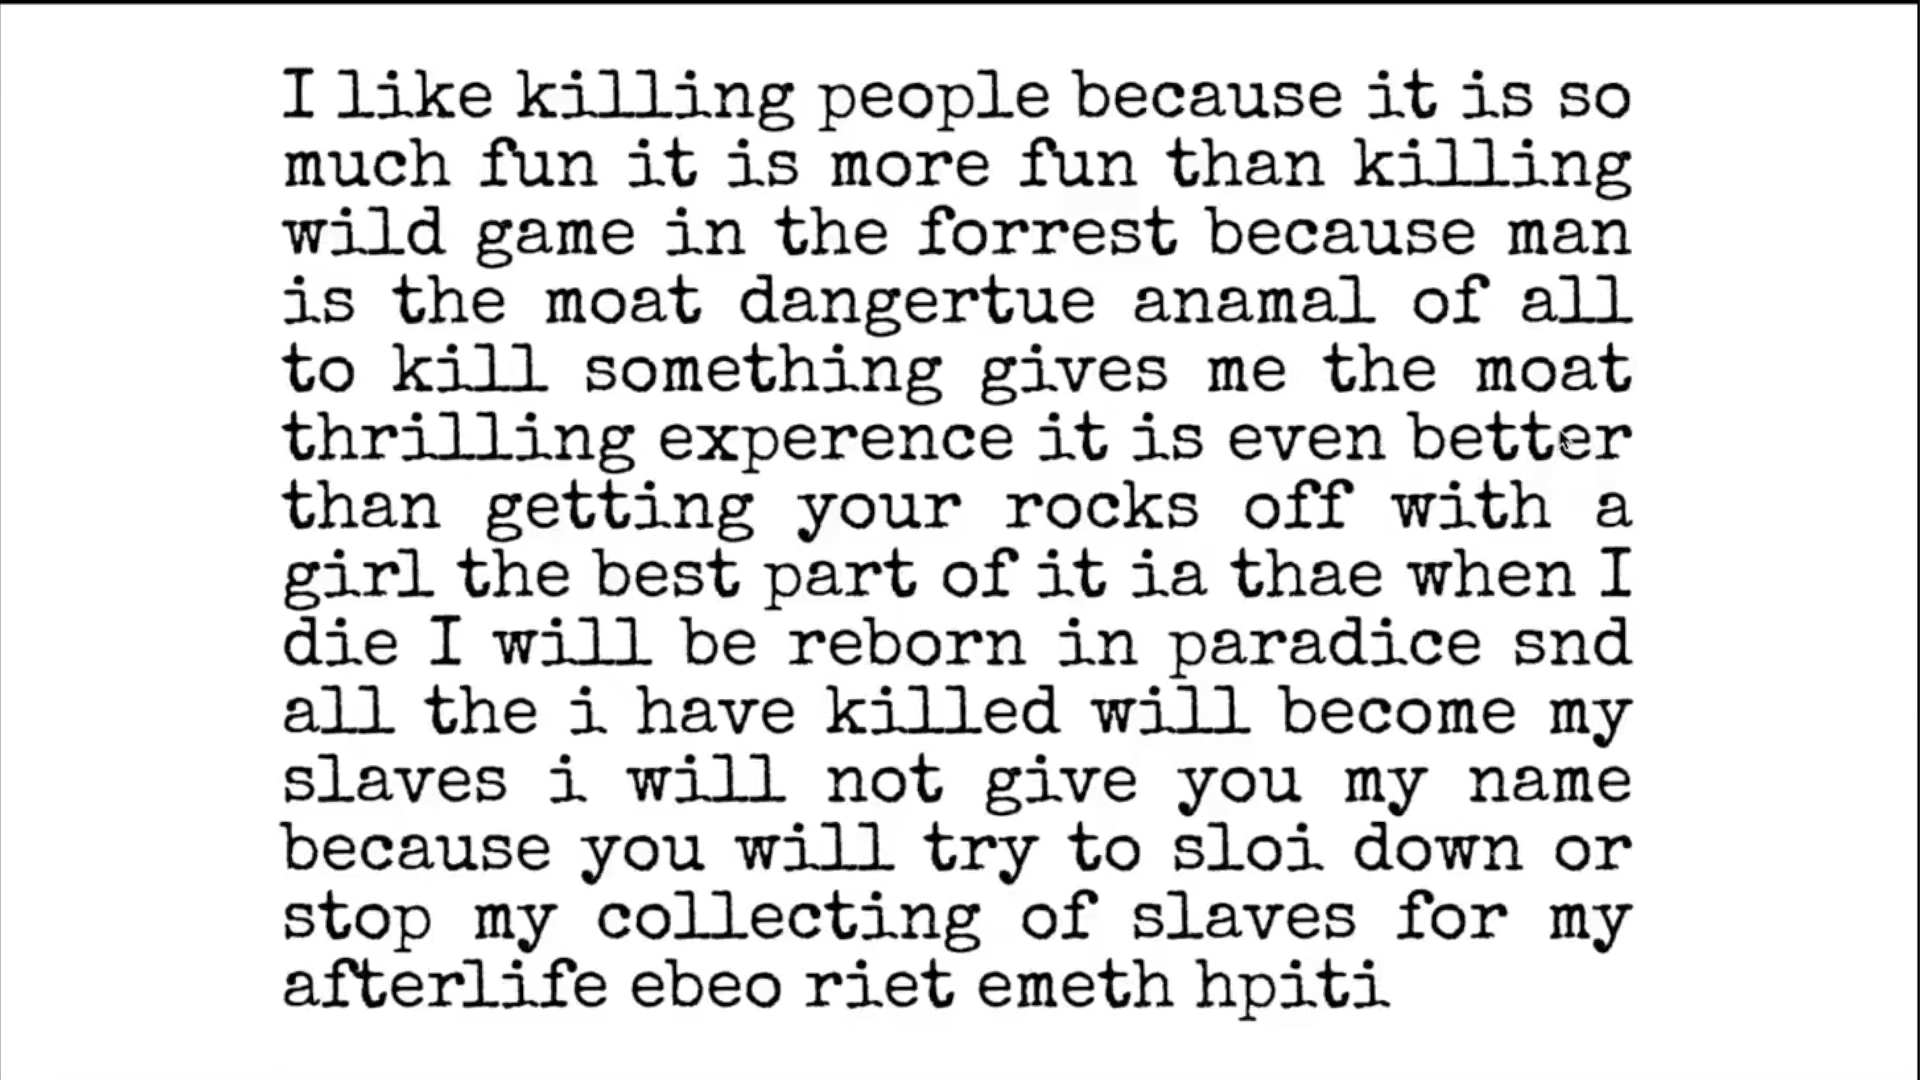 I like killing people because it is so
much fun it is more fun than killing
wild game in the forrest because man
is the moat dangertue anamal of all
to kill something gives me the moat
thrilling experence it is even better
than getting your rocks off with a
girl the best part of it ia thae when I
die I will be reborn in paradice snd
all the i have killed will become my
slaves i will not give you my name
because you will try to sloi down or
stop my collecting of slaves for my
afterlife ebeo riet emeth hpiti